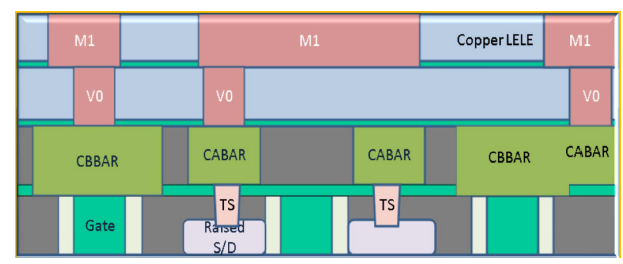 M1 M1 Copper LELE M1
V0 V0 V0
CBBAR CABAR CABAR CBBAR CABAR
TS TS
Gate Raised
S/D